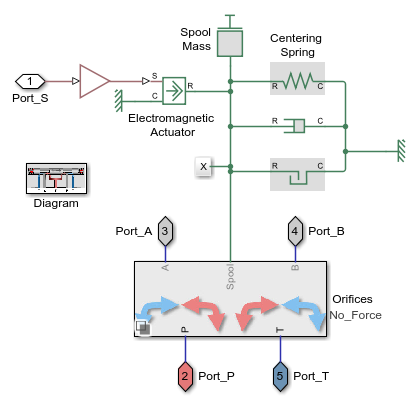 Spool
Mass
Centering
Spring
1
Port_S
S
C
R
R
C
Electromagnetic
Actuator
R
C
X
R
C
Diagram
Port_A
3
4
Port_B
A
Spool
B
Orifices
No_Force
P
T
2
Port_P
5
Port_T